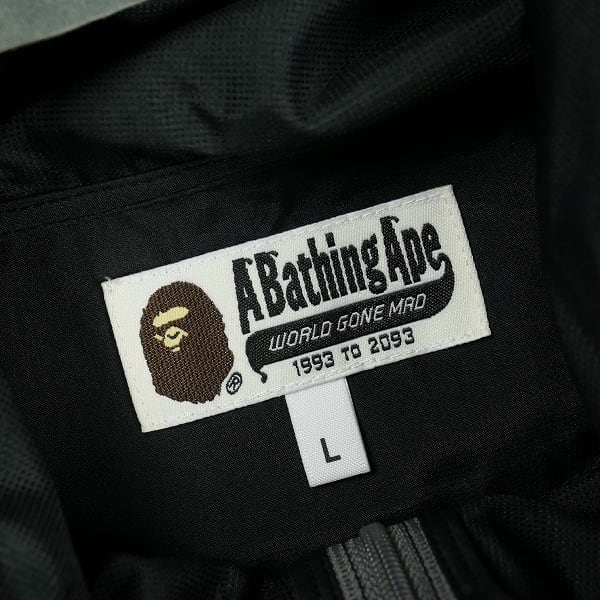 A Bathing Ape
WORLD GONE MAD
1993 TO 2093
L